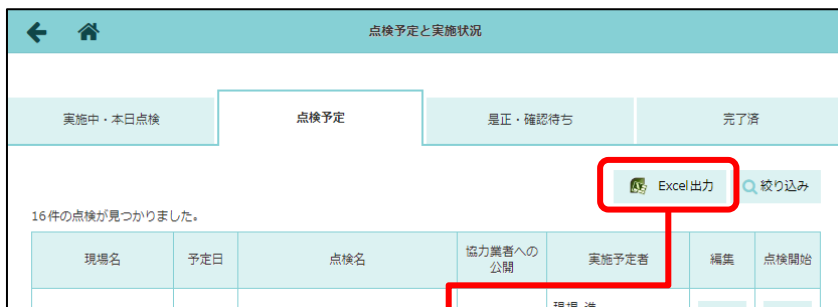 点検予定と実施状況
実施中・本日点検
点検予定
是正・確認待ち
完了済
Excel出力
絞り込み
16件の点検が見つかりました。
現場名
予定日
点検名
協力業者への
公開
実施予定者
編集
点検開始
現場 進